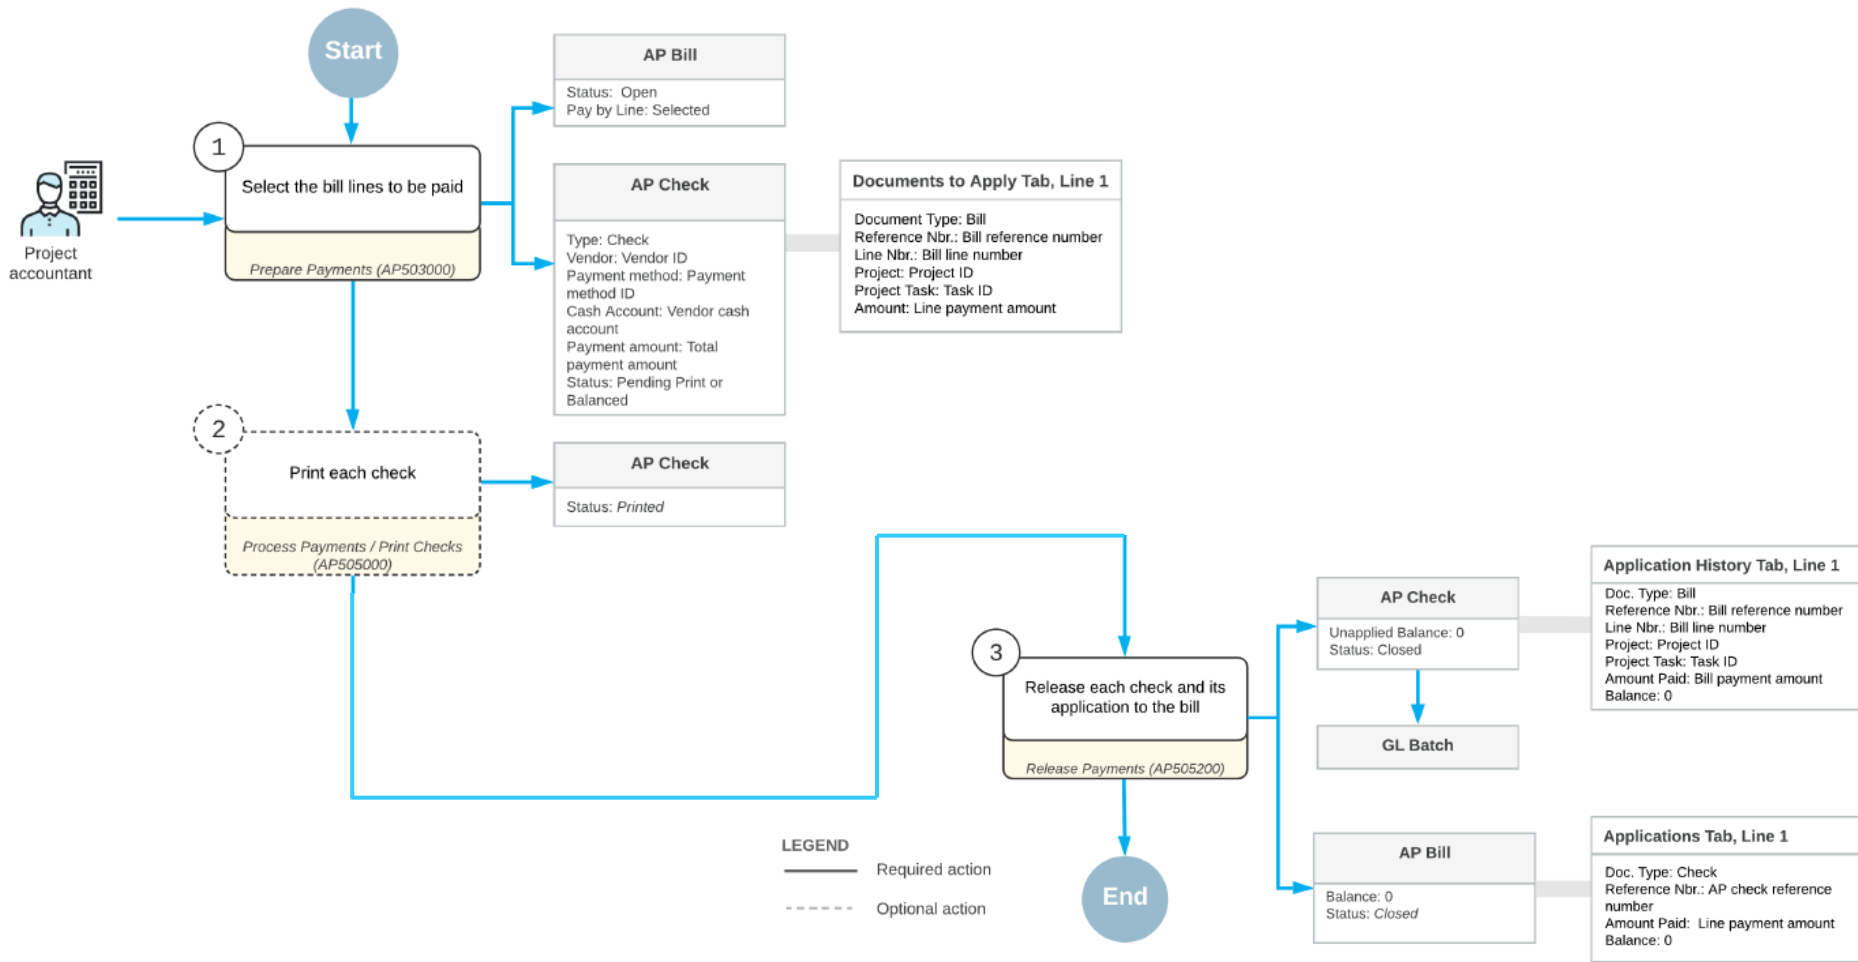 Start
1
Select the bill lines to be paid
Prepare Payments (AP503000)
Project
accountant
AP Bill
Status:  Open
Pay by Line: Selected
AP Check
Type: Check
Vendor: Vendor ID
Payment method: Payment
method ID
Cash Account: Vendor cash
account
Payment amount: Total
payment amount
Status: Pending Print or
Balanced
Documents to Apply Tab, Line 1
Document Type: Bill
Reference Nbr.: Bill reference number
Line Nbr.: Bill line number
Project: Project ID
Project Task: Task ID
Amount: Line payment amount
2
Print each check
Process Payments / Print Checks
(AP505000)
AP Check
Status: Printed
3
Release each check and its
application to the bill
Release Payments (AP505200)
AP Check
Unapplied Balance: 0
Status: Closed
Application History Tab, Line 1
Doc. Type: Bill
Reference Nbr.: Bill reference number
Line Nbr.: Bill line number
Project: Project ID
Project Task: Task ID
Amount Paid: Bill payment amount
Balance: 0
GL Batch
AP Bill
Balance: 0
Status: Closed
Applications Tab, Line 1
Doc. Type: Check
Reference Nbr.: AP check reference
number
Amount Paid:  Line payment amount
Balance: 0
End
LEGEND
Required action
Optional action